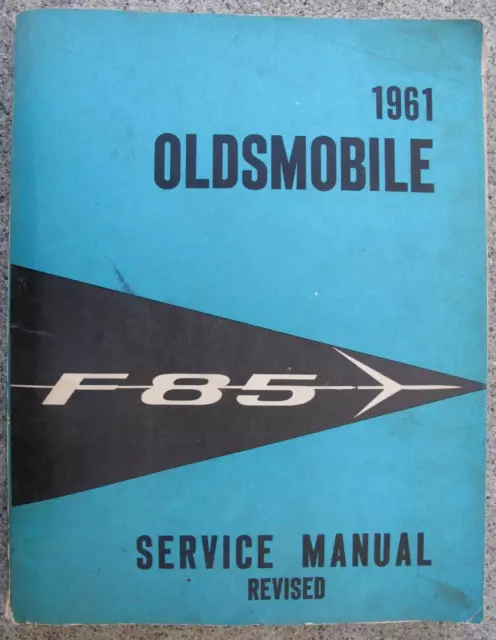 1961
OLDSMOBILE
F-85
SERVICE MANUAL
REVISED